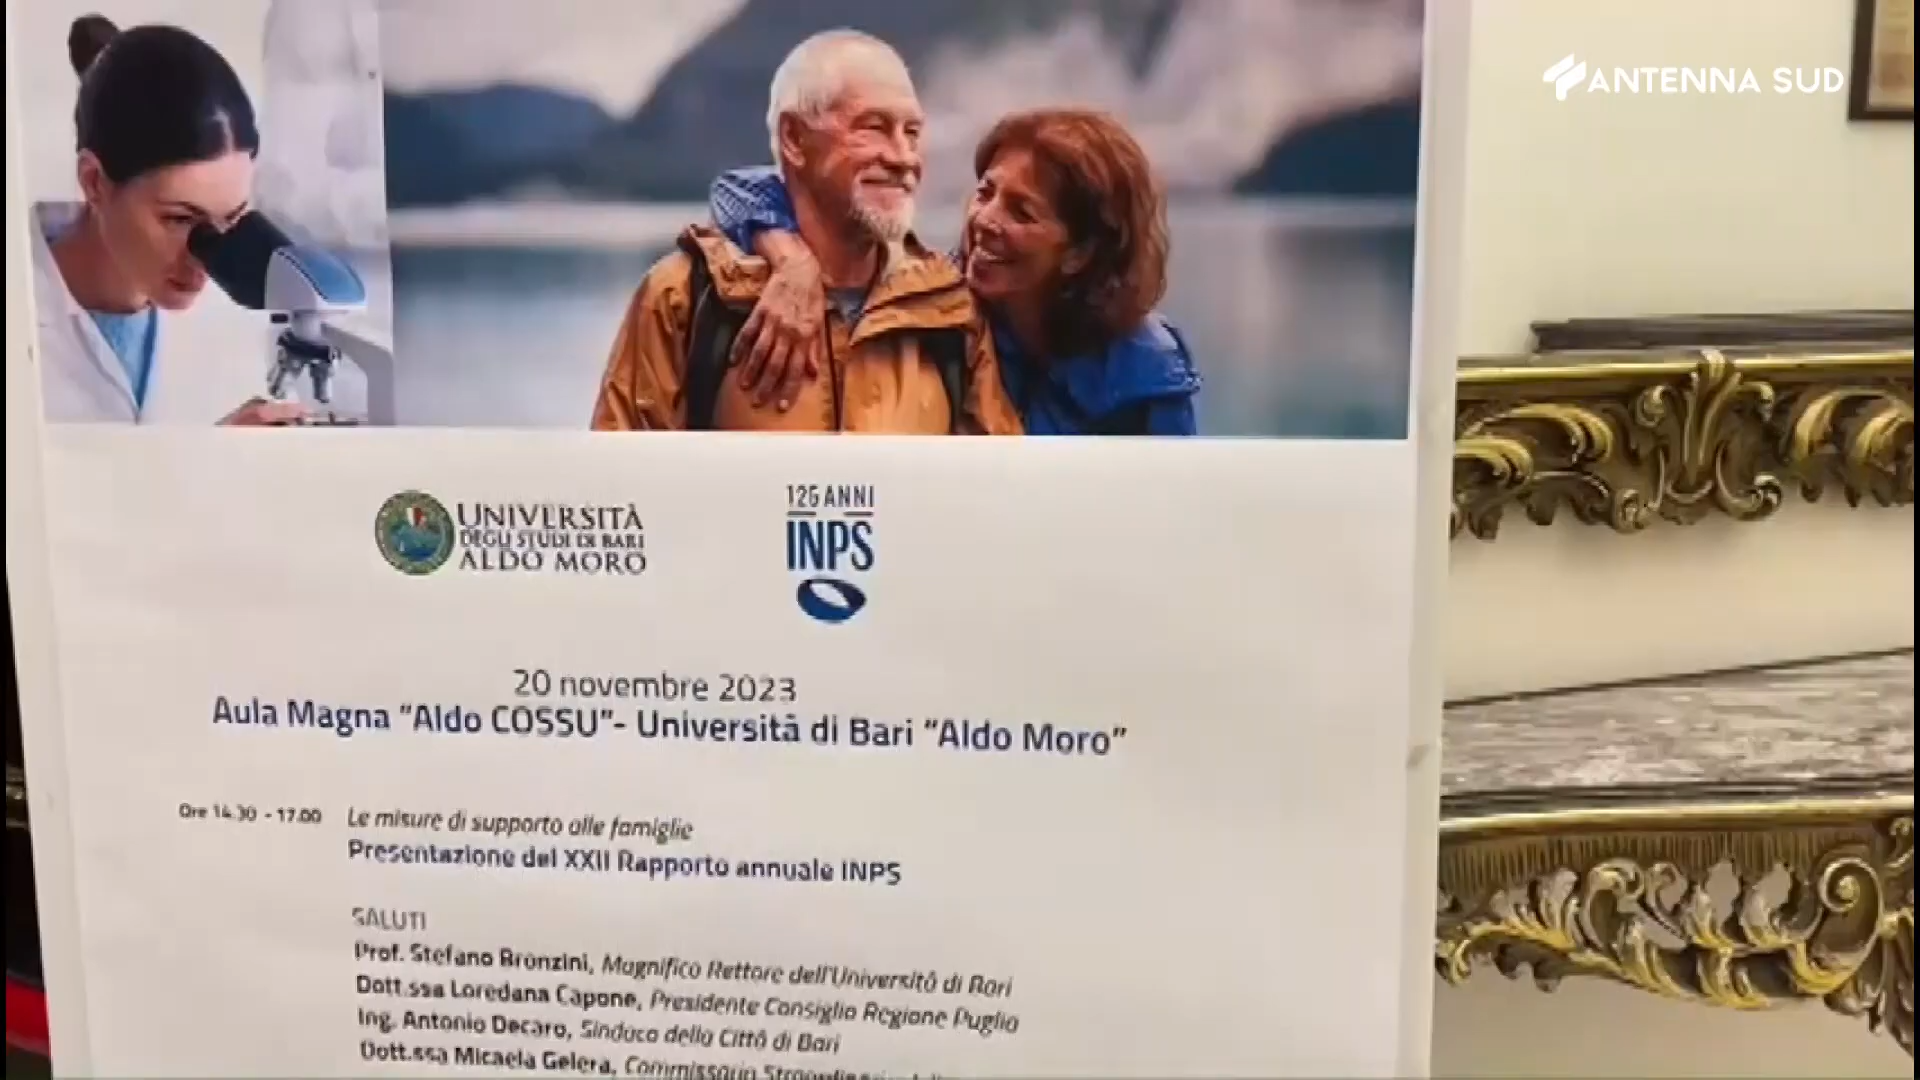 ANTENNA SUD
UNIVERSITÀ
DEGLI STUDI DI BARI
ALDO MORO
125 ANNI
INPS
20 novembre 2023
Aula Magna “Aldo COSSU”- Università di Bari “Aldo Moro”
Ore 14.30 - 17.00 Le misure di supporto alle famiglie
Presentazione del XXII Rapporto annuale INPS
SALUTI
Prof. Stefano Bronzini, Magnifico Rettore dell'Università di Bari
Dott.ssa Loredana Capone, Presidente Consiglio Regione Puglia
Ing. Antonio Decaro, Sindaco della Città di Bari
Dott.ssa Micaela Gelera, Commissario Straordinario